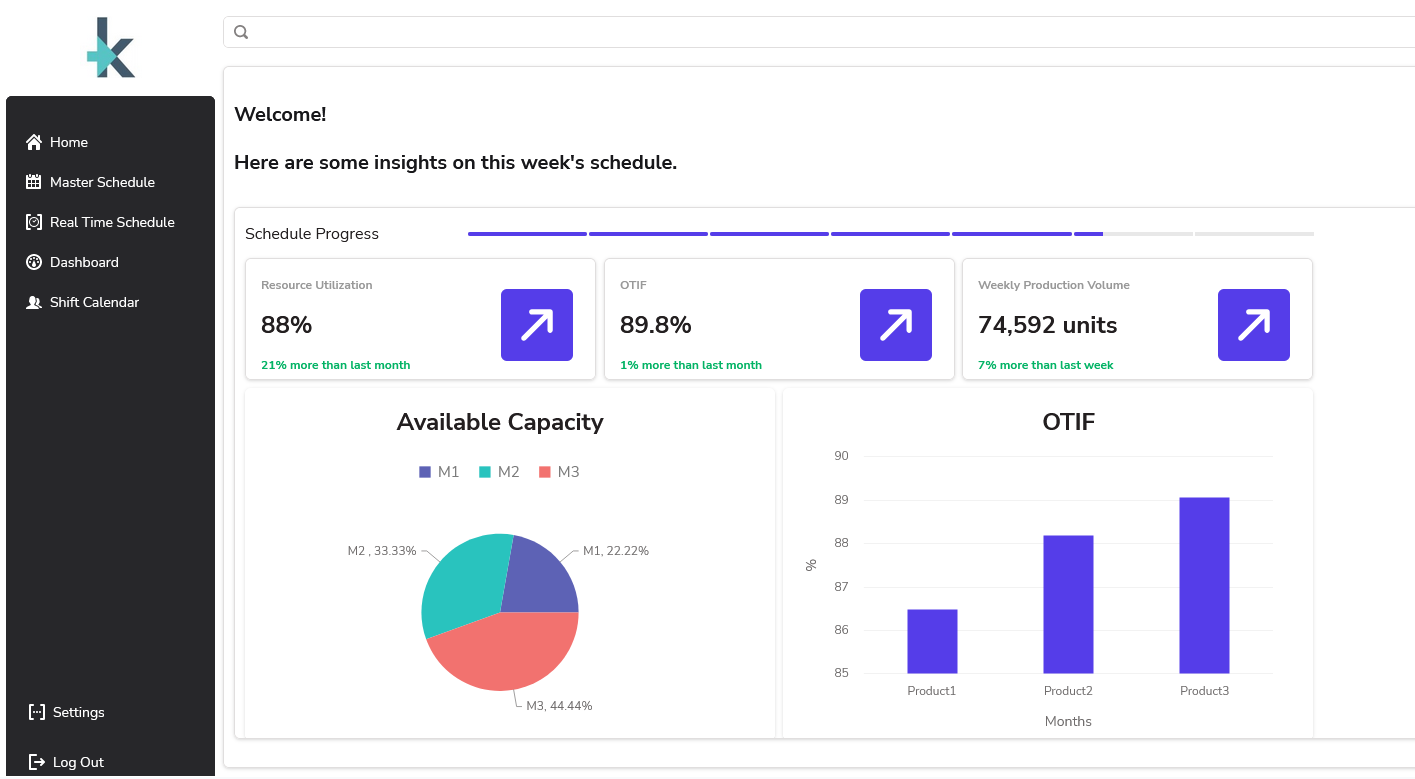 k
Home
Master Schedule
Real Time Schedule
Dashboard
Shift Calendar
Settings
Log Out
Welcome!
Here are some insights on this week's schedule.
Schedule Progress
Resource Utilization
88%
21% more than last month
OTIF
89.8%
1% more than last month
Weekly Production Volume
74,592 units
7% more than last week
Available Capacity
M1 M2 M3
M2 , 33.33%
M1, 22.22%
M3, 44.44%
OTIF
90
89
88
87
86
85
%
Product1 Product2 Product3
Months